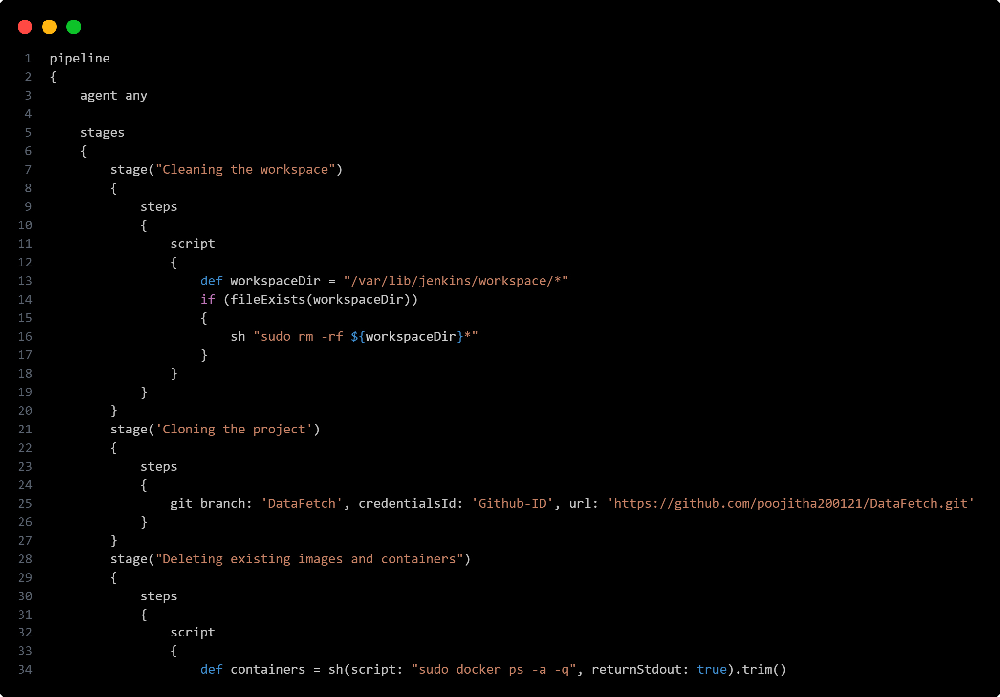 1 pipeline
2 {
3     agent any
4
5     stages
6     {
7         stage("Cleaning the workspace")
8         {
9             steps
10             {
11                 script
12                 {
13                     def workspaceDir = "/var/lib/jenkins/workspace/*"
14                     if (fileExists(workspaceDir))
15                     {
16                         sh "sudo rm -rf ${workspaceDir}*"
17                     }
18                 }
19             }
20         }
21         stage('Cloning the project')
22         {
23             steps
24             {
25                 git branch: 'DataFetch', credentialsId: 'Github-ID', url: 'https://github.com/poojitha200121/DataFetch.git'
26             }
27         }
28         stage("Deleting existing images and containers")
29         {
30             steps
31             {
32                 script
33                 {
34                     def containers = sh(script: "sudo docker ps -a -q", returnStdout: true).trim()